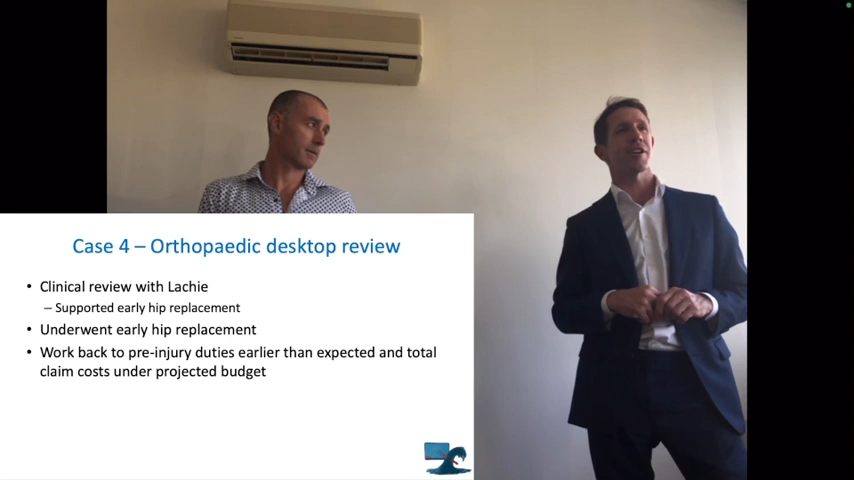 Case 4 – Orthopaedic desktop review
• Clinical review with Lachie
– Supported early hip replacement
• Underwent early hip replacement
• Work back to pre-injury duties earlier than expected and total
claim costs under projected budget